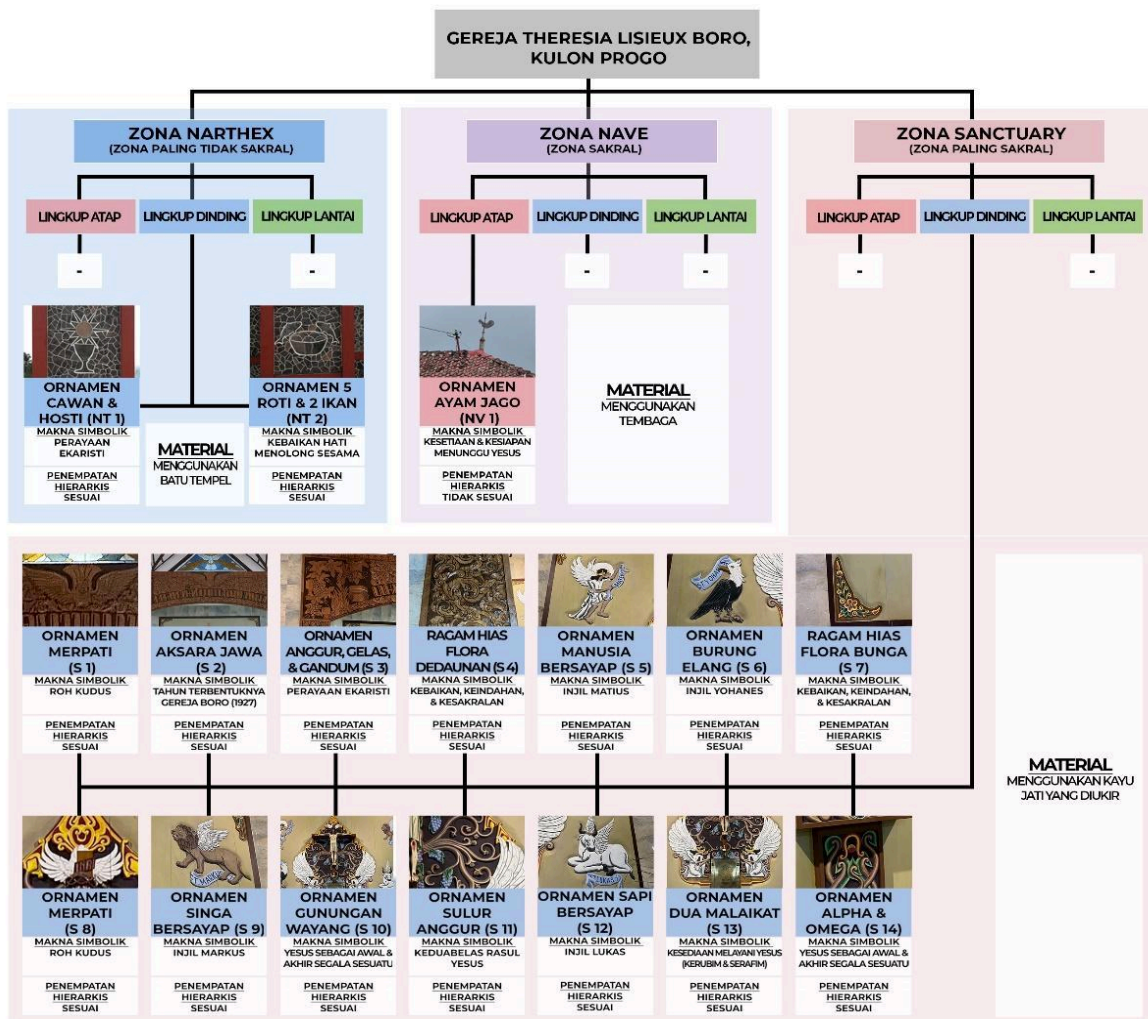 GEREJA THERESIA LISIEUX BORO,
KULON PROGO
ZONA NARTHEX
(ZONA PALING TIDAK SAKRAL)
LINGKUP ATAP
LINGKUP DINDING
LINGKUP LANTAI
-
-
ORNAMEN
CAWAN &
HOSTI (NT 1)
MAKNA SIMBOLIK
PERAYAAN
EKARISTI
PENEMPATAN
HIERARKIS
SESUAI
MATERIAL
MENGGUNAKAN
BATU TEMPEL
ORNAMEN 5
ROTI & 2 IKAN
(NT 2)
MAKNA SIMBOLIK
KEBAIKAN HATI
MENOLONG SESAMA
PENEMPATAN
HIERARKIS
SESUAI
ZONA NAVE
(ZONA SAKRAL)
LINGKUP ATAP
LINGKUP DINDING
LINGKUP LANTAI
-
-
ORNAMEN
AYAM JAGO
(NV 1)
MAKNA SIMBOLIK
KESETIAAN & KESIAPAN
MENUNGGU YESUS
PENEMPATAN
HIERARKIS
TIDAK SESUAI
MATERIAL
MENGGUNAKAN
TEMBAGA
ZONA SANCTUARY
(ZONA PALING SAKRAL)
LINGKUP ATAP
LINGKUP DINDING
LINGKUP LANTAI
-
-
ORNAMEN
MERPATI
(S 1)
MAKNA SIMBOLIK
ROH KUDUS
PENEMPATAN
HIERARKIS
SESUAI
ORNAMEN
AKSARA JAWA
(S 2)
MAKNA SIMBOLIK
TAHUN TERBENTUKNYA
GEREJA BORO (1927)
PENEMPATAN
HIERARKIS
SESUAI
ORNAMEN
ANGGUR, GELAS,
& GANDUM (S 3)
MAKNA SIMBOLIK
PERAYAAN EKARISTI
PENEMPATAN
HIERARKIS
SESUAI
RAGAM HIAS
FLORA
DEDAUNAN (S 4)
MAKNA SIMBOLIK
KEBAIKAN, KEINDAHAN,
& KESAKRALAN
PENEMPATAN
HIERARKIS
SESUAI
ORNAMEN
MANUSIA
BERSAYAP (S 5)
MAKNA SIMBOLIK
INJIL MATIUS
PENEMPATAN
HIERARKIS
SESUAI
ORNAMEN
BURUNG
ELANG (S 6)
MAKNA SIMBOLIK
INJIL YOHANES
PENEMPATAN
HIERARKIS
SESUAI
RAGAM HIAS
FLORA BUNGA
(S 7)
MAKNA SIMBOLIK
KEBAIKAN, KEINDAHAN,
& KESAKRALAN
PENEMPATAN
HIERARKIS
SESUAI
MATERIAL
MENGGUNAKAN KAYU
JATI YANG DIUKIR
ORNAMEN
MERPATI
(S 8)
MAKNA SIMBOLIK
ROH KUDUS
PENEMPATAN
HIERARKIS
SESUAI
ORNAMEN
SINGA
BERSAYAP (S 9)
MAKNA SIMBOLIK
INJIL MARKUS
PENEMPATAN
HIERARKIS
SESUAI
ORNAMEN
GUNUNGAN
WAYANG (S 10)
MAKNA SIMBOLIK
YESUS SEBAGAI AWAL &
AKHIR SEGALA SESUATU
PENEMPATAN
HIERARKIS
SESUAI
ORNAMEN
SULUR
ANGGUR (S 11)
MAKNA SIMBOLIK
KEDUABELAS RASUL
YESUS
PENEMPATAN
HIERARKIS
SESUAI
ORNAMEN SAPI
BERSAYAP
(S 12)
MAKNA SIMBOLIK
INJIL LUKAS
PENEMPATAN
HIERARKIS
SESUAI
ORNAMEN
DUA MALAIKAT
(S 13)
MAKNA SIMBOLIK
KESEDIAAN MELAYANI YESUS
(KERUBIM & SERAFIM)
PENEMPATAN
HIERARKIS
SESUAI
ORNAMEN
ALPHA &
OMEGA (S 14)
MAKNA SIMBOLIK
YESUS SEBAGAI AWAL &
AKHIR SEGALA SESUATU
PENEMPATAN
HIERARKIS
SESUAI